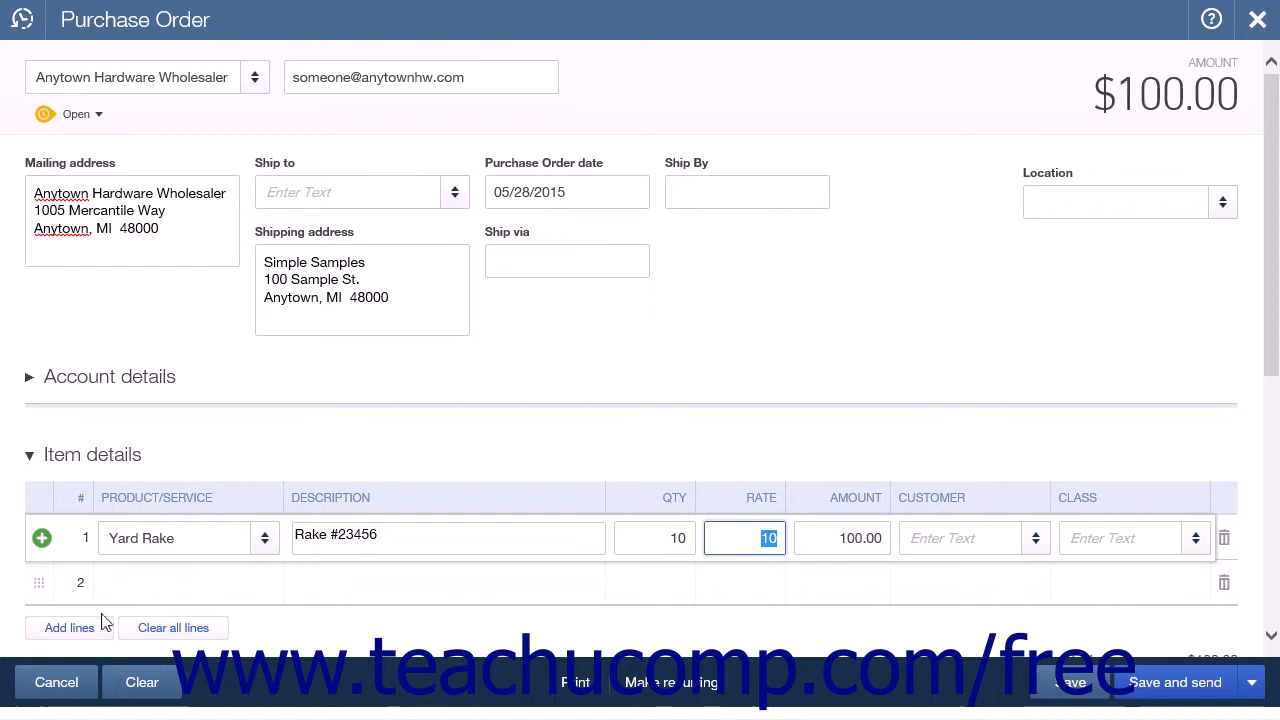 Purchase Order
Anytown Hardware Wholesaler
someone@anytownhw.com
AMOUNT
$100.00
Open
Mailing address
Anytown Hardware Wholesaler
1005 Mercantile Way
Anytown, MI 48000
Ship to
Enter Text
Shipping address
Simple Samples
100 Sample St.
Anytown, MI 48000
Purchase Order date
05/28/2015
Ship via
Ship By
Location
Account details
Item details
# PRODUCT/SERVICE DESCRIPTION QTY RATE AMOUNT CUSTOMER CLASS
1 Yard Rake Rake #23456 10 10 100.00 Enter Text Enter Text
2
Add lines Clear all lines
www.teachucomp.com/free
Cancel Clear Print Make recurring Save Save and send